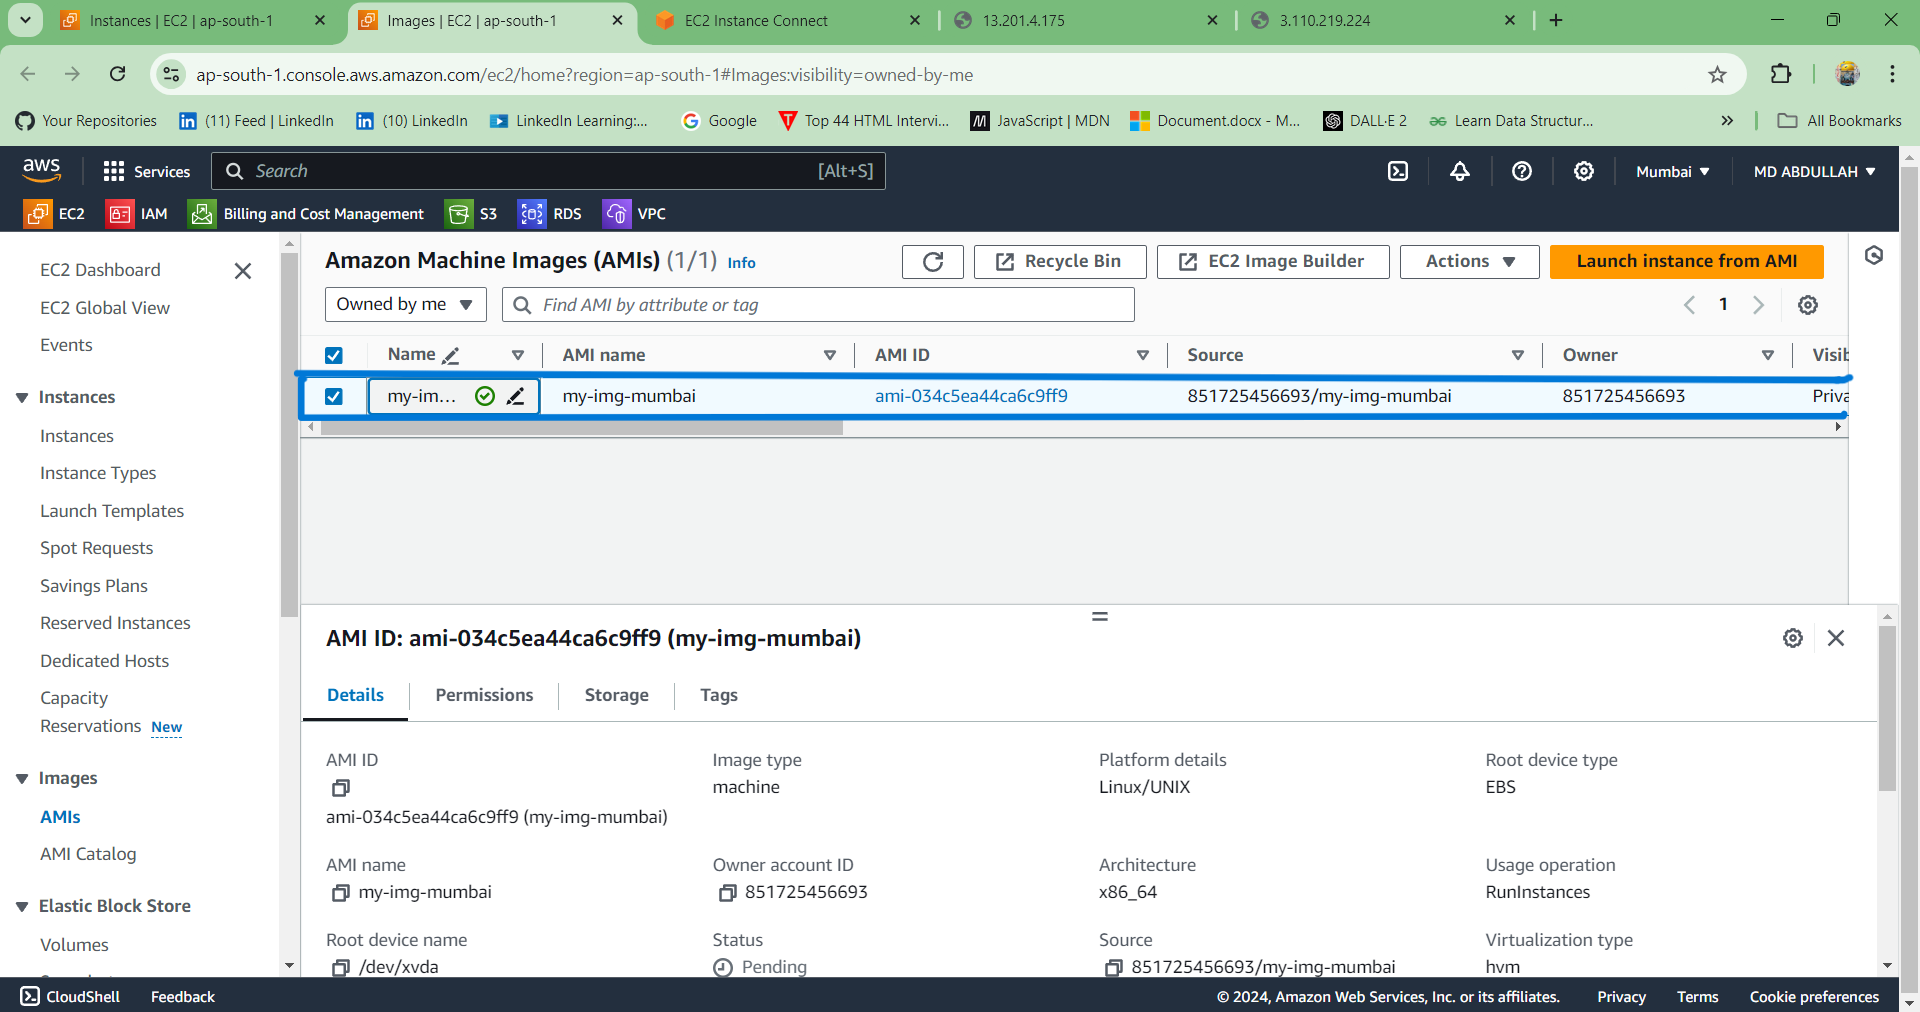 Instances | EC2 | ap-south-1
Images | EC2 | ap-south-1
EC2 Instance Connect
13.201.4.175
3.110.219.224
ap-south-1.console.aws.amazon.com/ec2/home?region=ap-south-1#Images:visibility=owned-by-me
Your Repositories
(11) Feed | LinkedIn
(10) LinkedIn
LinkedIn Learning:...
Google
Top 44 HTML Intervi...
JavaScript | MDN
Document.docx - M...
DALL·E 2
Learn Data Structur...
All Bookmarks
aws
Services
Search
[Alt+S]
Mumbai
MD ABDULLAH
EC2
IAM
Billing and Cost Management
S3
RDS
VPC
EC2 Dashboard
EC2 Global View
Events
Instances
Instances
Instance Types
Launch Templates
Spot Requests
Savings Plans
Reserved Instances
Dedicated Hosts
Capacity
Reservations New
Images
AMIs
AMI Catalog
Elastic Block Store
Volumes
Amazon Machine Images (AMIs) (1/1) Info
Recycle Bin
EC2 Image Builder
Actions
Launch instance from AMI
Owned by me
Find AMI by attribute or tag
1
Name
AMI name
AMI ID
Source
Owner
Visib
my-im...
my-img-mumbai
ami-034c5ea44ca6c9ff9
851725456693/my-img-mumbai
851725456693
Priva
AMI ID: ami-034c5ea44ca6c9ff9 (my-img-mumbai)
Details
Permissions
Storage
Tags
AMI ID
ami-034c5ea44ca6c9ff9 (my-img-mumbai)
Image type
machine
Platform details
Linux/UNIX
Root device type
EBS
AMI name
my-img-mumbai
Owner account ID
851725456693
Architecture
x86_64
Usage operation
RunInstances
Root device name
/dev/xvda
Status
Pending
Source
851725456693/my-img-mumbai
Virtualization type
hvm
CloudShell
Feedback
© 2024, Amazon Web Services, Inc. or its affiliates.
Privacy
Terms
Cookie preferences